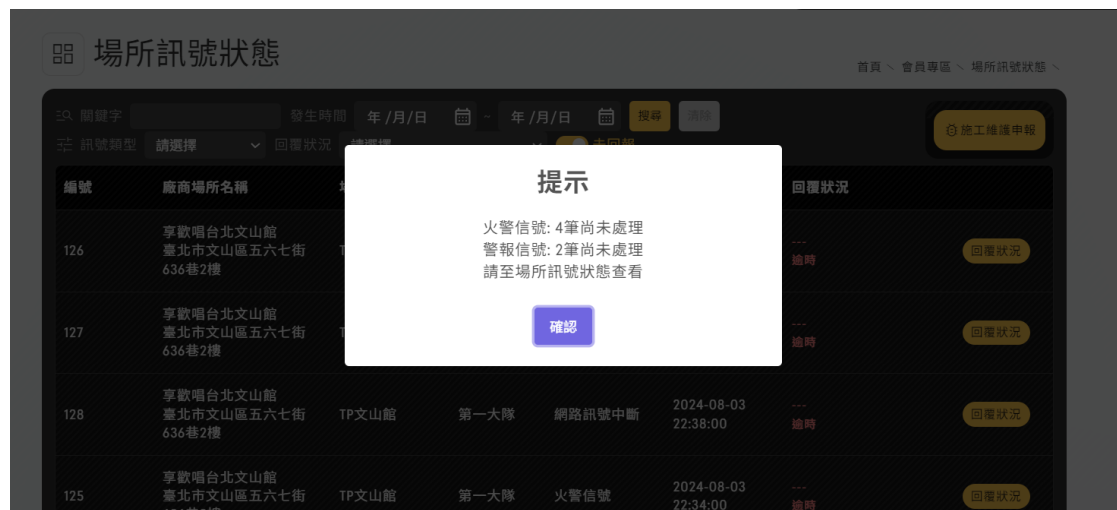 場所訊號狀態
首頁 會員專區 場所訊號狀態
關鍵字 發生時間 年 /月/日 ~ 年 /月/日 搜尋 清除
訊號類型 請選擇 回覆狀況 請選擇 未回報
施工維護申報
編號 廠商場所名稱 回覆狀況
提示
火警信號: 4筆尚未處理
警報信號: 2筆尚未處理
請至場所訊號狀態查看
確認
享歡唱台北文山館
126 臺北市文山區五六七街 --- 回覆狀況
636巷2樓 逾時
享歡唱台北文山館
127 臺北市文山區五六七街 --- 回覆狀況
636巷2樓 逾時
享歡唱台北文山館 2024-08-03 ---
128 臺北市文山區五六七街 TP文山館 第一大隊 網路訊號中斷 回覆狀況
636巷2樓 22:38:00 逾時
享歡唱台北文山館 2024-08-03 ---
125 臺北市文山區五六七街 TP文山館 第一大隊 火警信號 回覆狀況
22:34:00 逾時